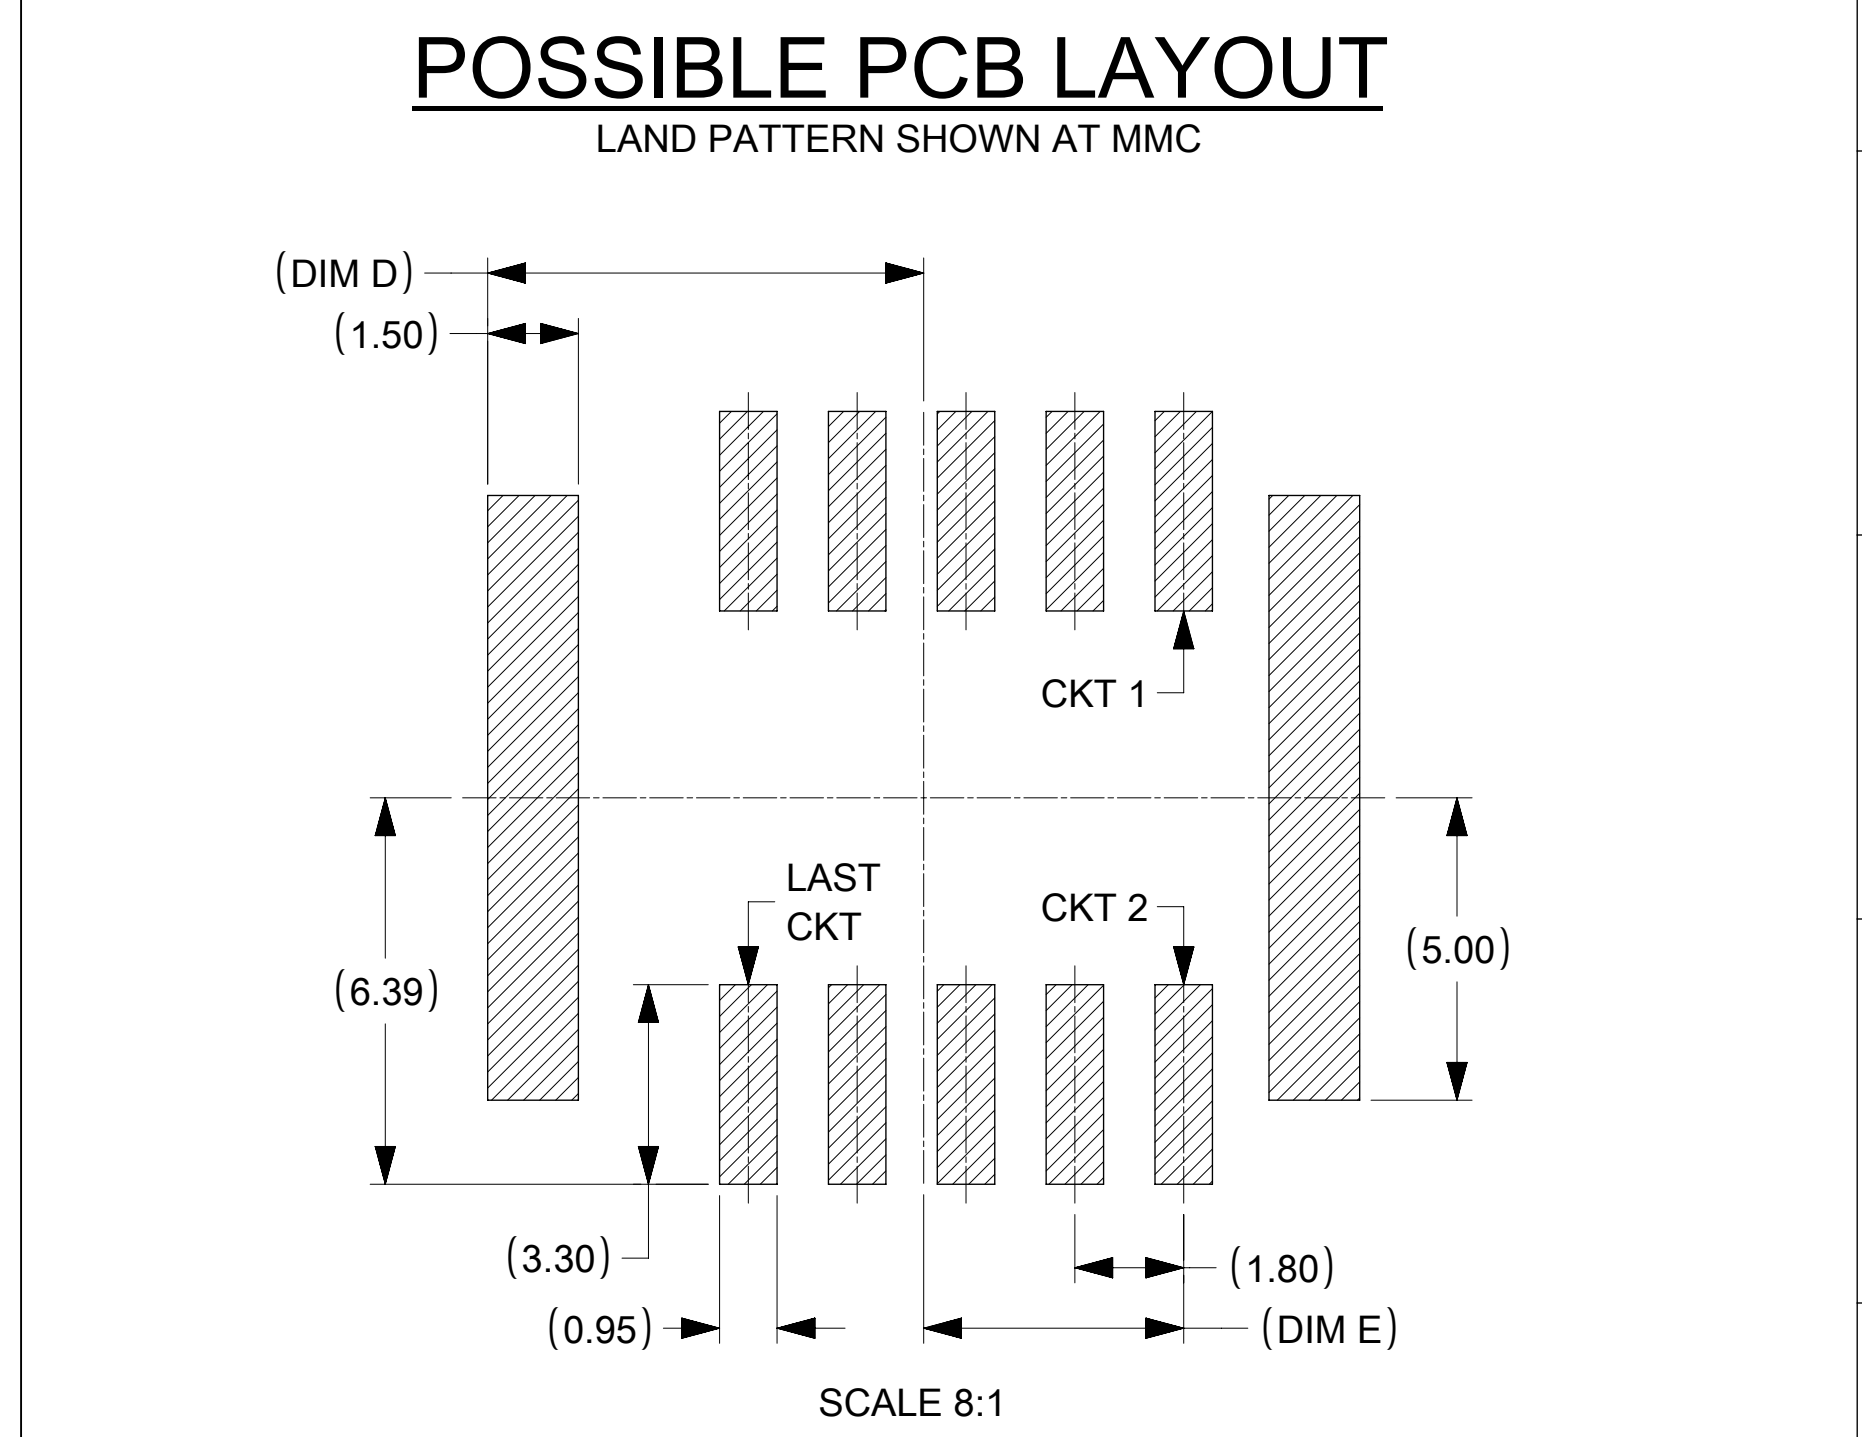 POSSIBLE PCB LAYOUT
LAND PATTERN SHOWN AT MMC
(DIM D)
(1.50)
CKT 1
LAST
CKT
CKT 2
(5.00)
(6.39)
(3.30)
(1.80)
(0.95)
(DIM E)
SCALE 8:1